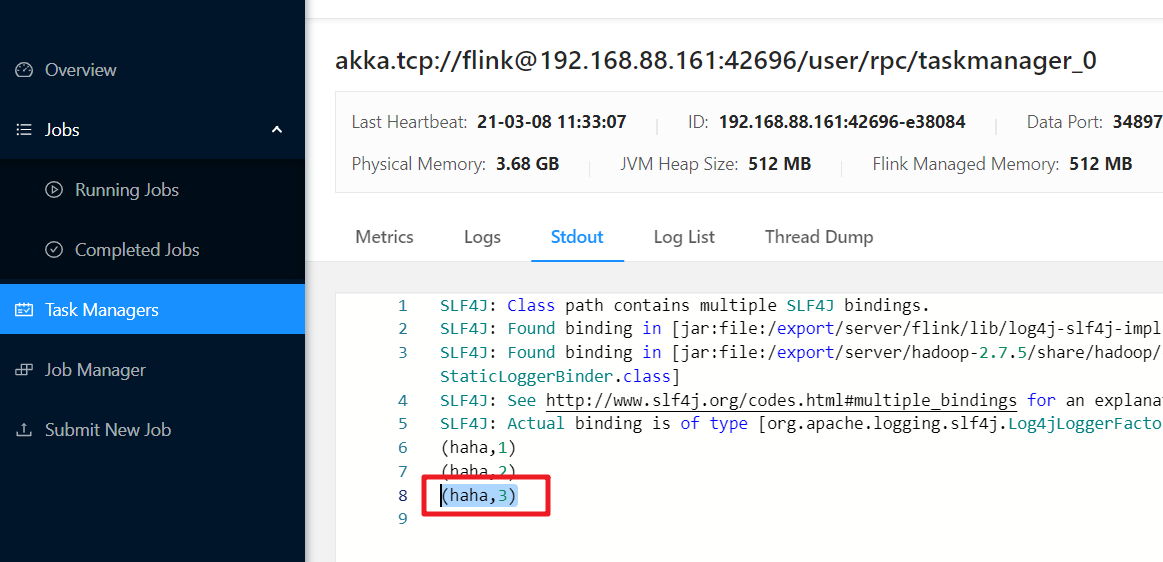 Overview
Jobs
Running Jobs
Completed Jobs
Task Managers
Job Manager
Submit New Job
akka.tcp://flink@192.168.88.161:42696/user/rpc/taskmanager_0
Last Heartbeat: 21-03-08 11:33:07 ID: 192.168.88.161:42696-e38084 Data Port: 34897
Physical Memory: 3.68 GB JVM Heap Size: 512 MB Flink Managed Memory: 512 MB
Metrics Logs Stdout Log List Thread Dump
1 SLF4J: Class path contains multiple SLF4J bindings.
2 SLF4J: Found binding in [jar:file:/export/server/flink/lib/log4j-slf4j-impl
3 SLF4J: Found binding in [jar:file:/export/server/hadoop-2.7.5/share/hadoop/
StaticLoggerBinder.class]
4 SLF4J: See http://www.slf4j.org/codes.html#multiple_bindings for an explana
5 SLF4J: Actual binding is of type [org.apache.logging.slf4j.Log4jLoggerFacto
6 (haha,1)
7 (haha,2)
8 (haha,3)
9